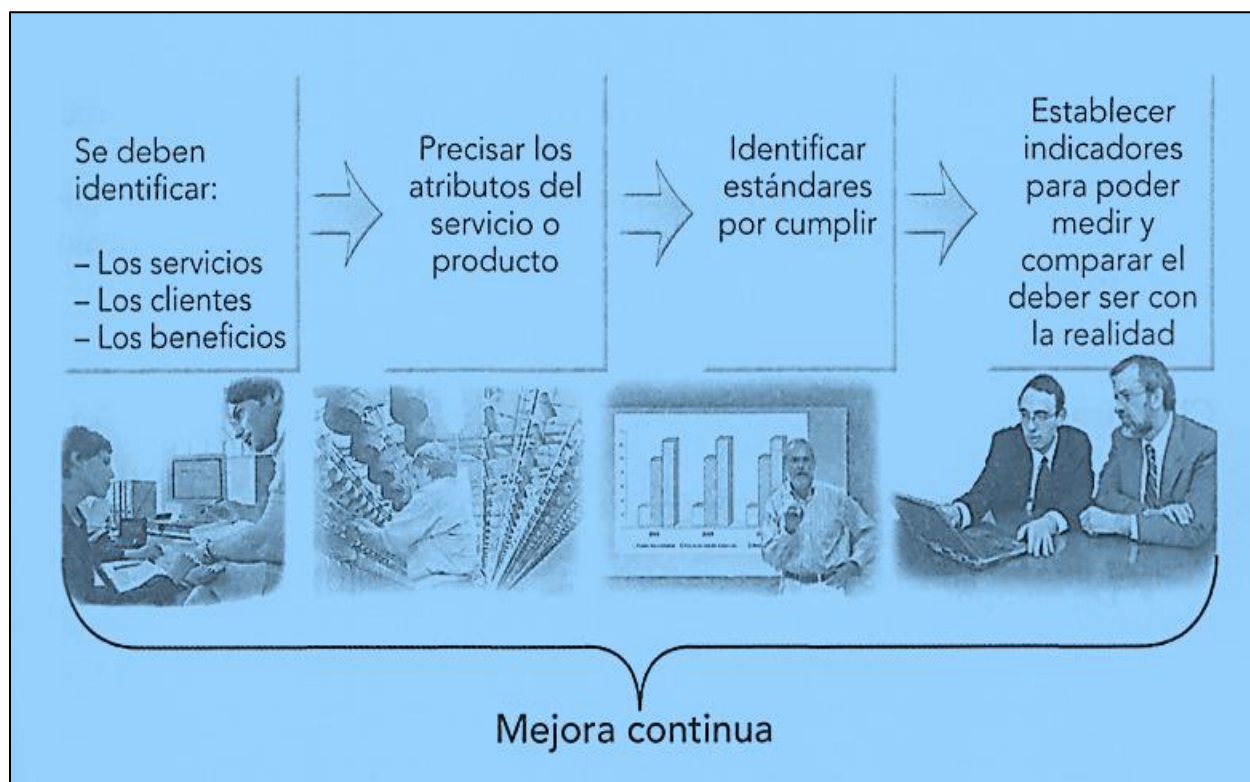 Se deben
identificar:
– Los servicios
– Los clientes
– Los beneficios
Precisar los
atributos del
servicio o
producto
Identificar
estándares
por cumplir
Establecer
indicadores
para poder
medir y
comparar el
deber ser con
la realidad
Mejora continua